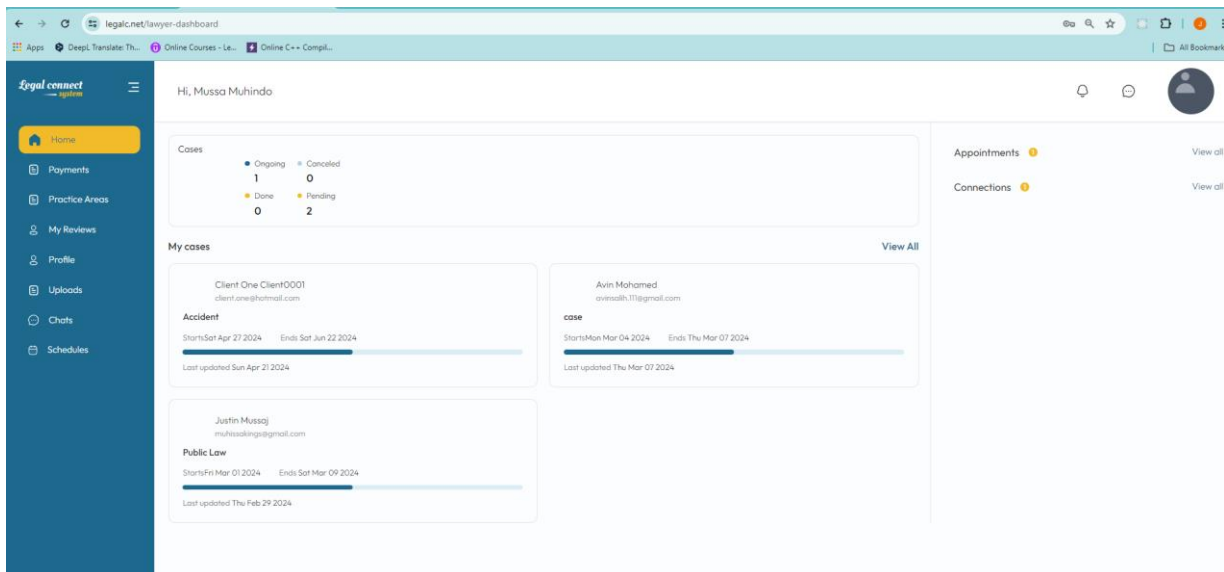 legalc.net/lawyer-dashboard
Apps DeepL Translate: Th... Online Courses - Le... Online C++ Compil... All Bookmark
Legal connect
system
Hi, Mussa Muhindo
Home
Payments
Practice Areas
My Reviews
Profile
Uploads
Chats
Schedules
Cases
Ongoing Canceled
1 0
Done Pending
0 2
My cases View All
Client One Client0001
client.one@hotmail.com
Accident
StartsSat Apr 27 2024 Ends Sat Jun 22 2024
Last updated Sun Apr 21 2024
Avin Mohamed
avinsalih.111@gmail.com
case
StartsMon Mar 04 2024 Ends Thu Mar 07 2024
Last updated Thu Mar 07 2024
Justin Mussaj
muhissakings@gmail.com
Public Law
StartsFri Mar 01 2024 Ends Sat Mar 09 2024
Last updated Thu Feb 29 2024
Appointments 1 View all
Connections 1 View all